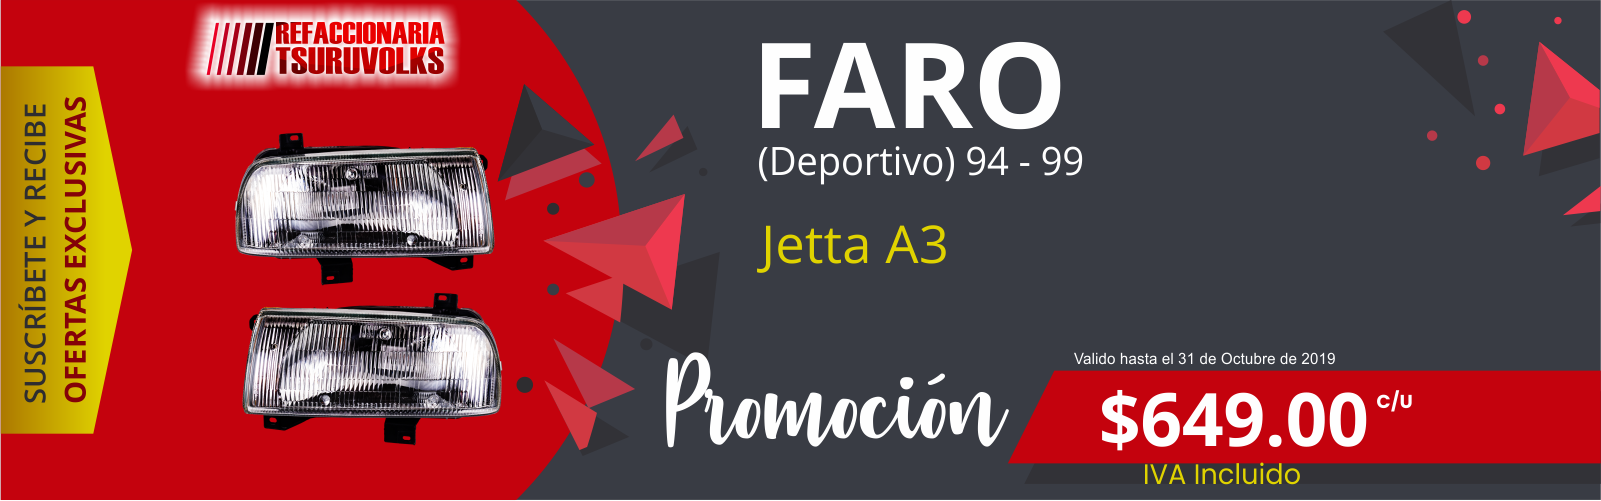 SUSCRÍBETE Y RECIBE
OFERTAS EXCLUSIVAS
REFACCIONARIA
TSURUVOLKS
FARO
(Deportivo) 94 - 99
Jetta A3
Promoción
Valido hasta el 31 de Octubre de 2019
$649.00 C/U
IVA Incluido